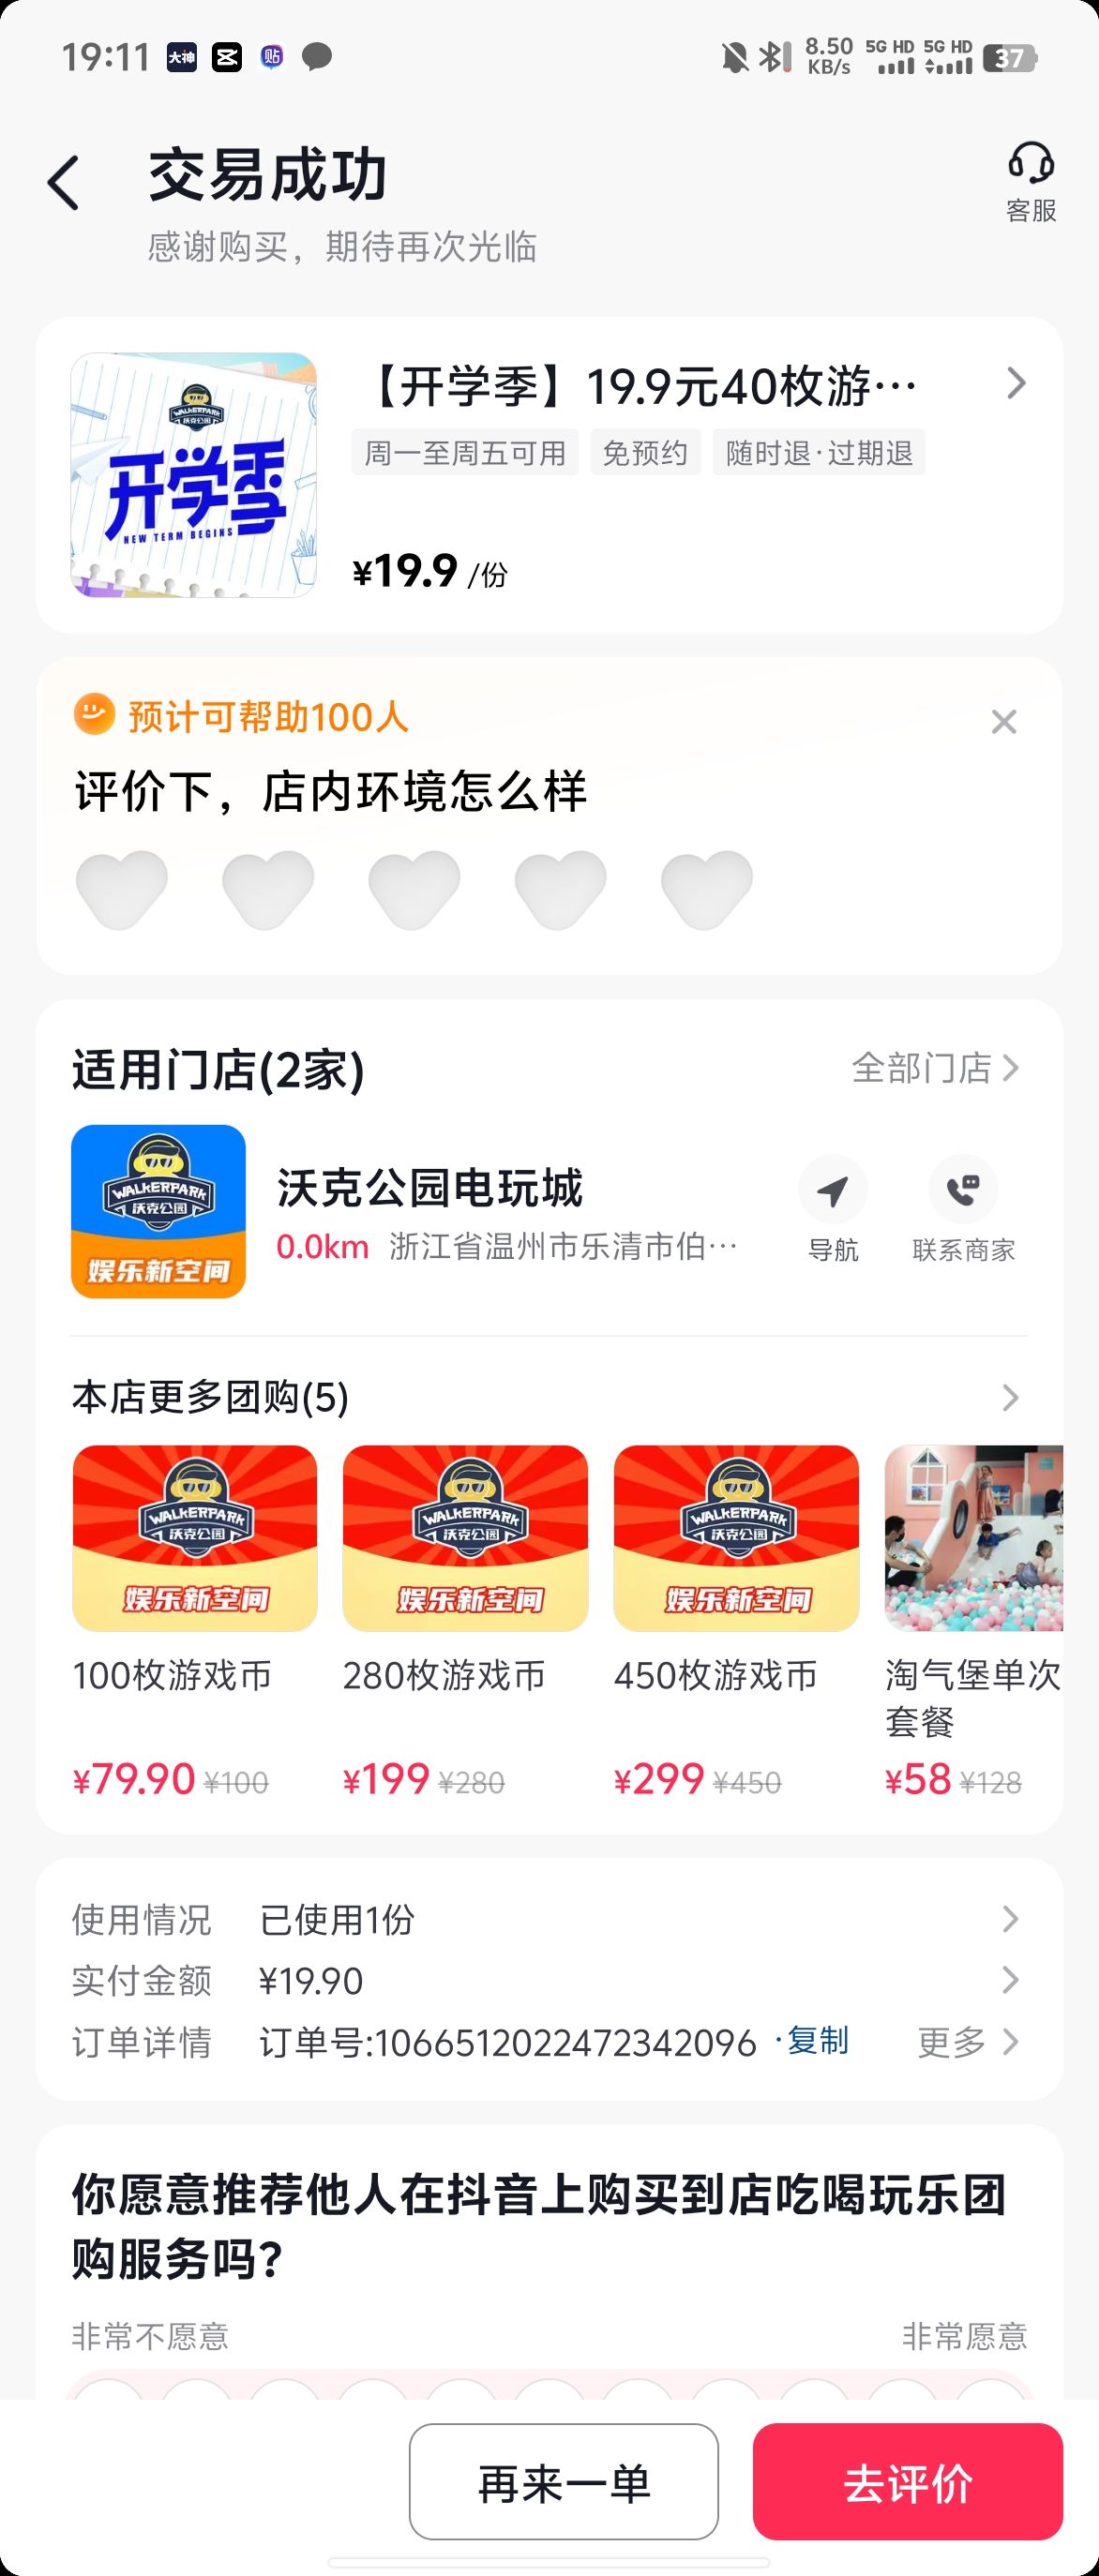 19:11 大神 贴 8.50 KB/s 5G HD 5G HD 37
交易成功
客服
感谢购买，期待再次光临
WALKERPARK
沃克公园
开学季
NEW TERM BEGINS
【开学季】19.9元40枚游···
周一至周五可用 免预约 随时退·过期退
¥19.9 /份
预计可帮助100人
评价下，店内环境怎么样
适用门店(2家) 全部门店
WALKERPARK
沃克公园
娱乐新空间
沃克公园电玩城
0.0km 浙江省温州市乐清市伯···
导航 联系商家
本店更多团购(5)
WALKERPARK WALKERPARK WALKERPARK
沃克公园 沃克公园 沃克公园
娱乐新空间 娱乐新空间 娱乐新空间
100枚游戏币 280枚游戏币 450枚游戏币 淘气堡单次
套餐
¥79.90 ¥100 ¥199 ¥280 ¥299 ¥450 ¥58 ¥128
使用情况 已使用1份
实付金额 ¥19.90
订单详情 订单号:1066512022472342096 ·复制 更多
你愿意推荐他人在抖音上购买到店吃喝玩乐团
购服务吗？
非常不愿意 非常愿意
再来一单 去评价